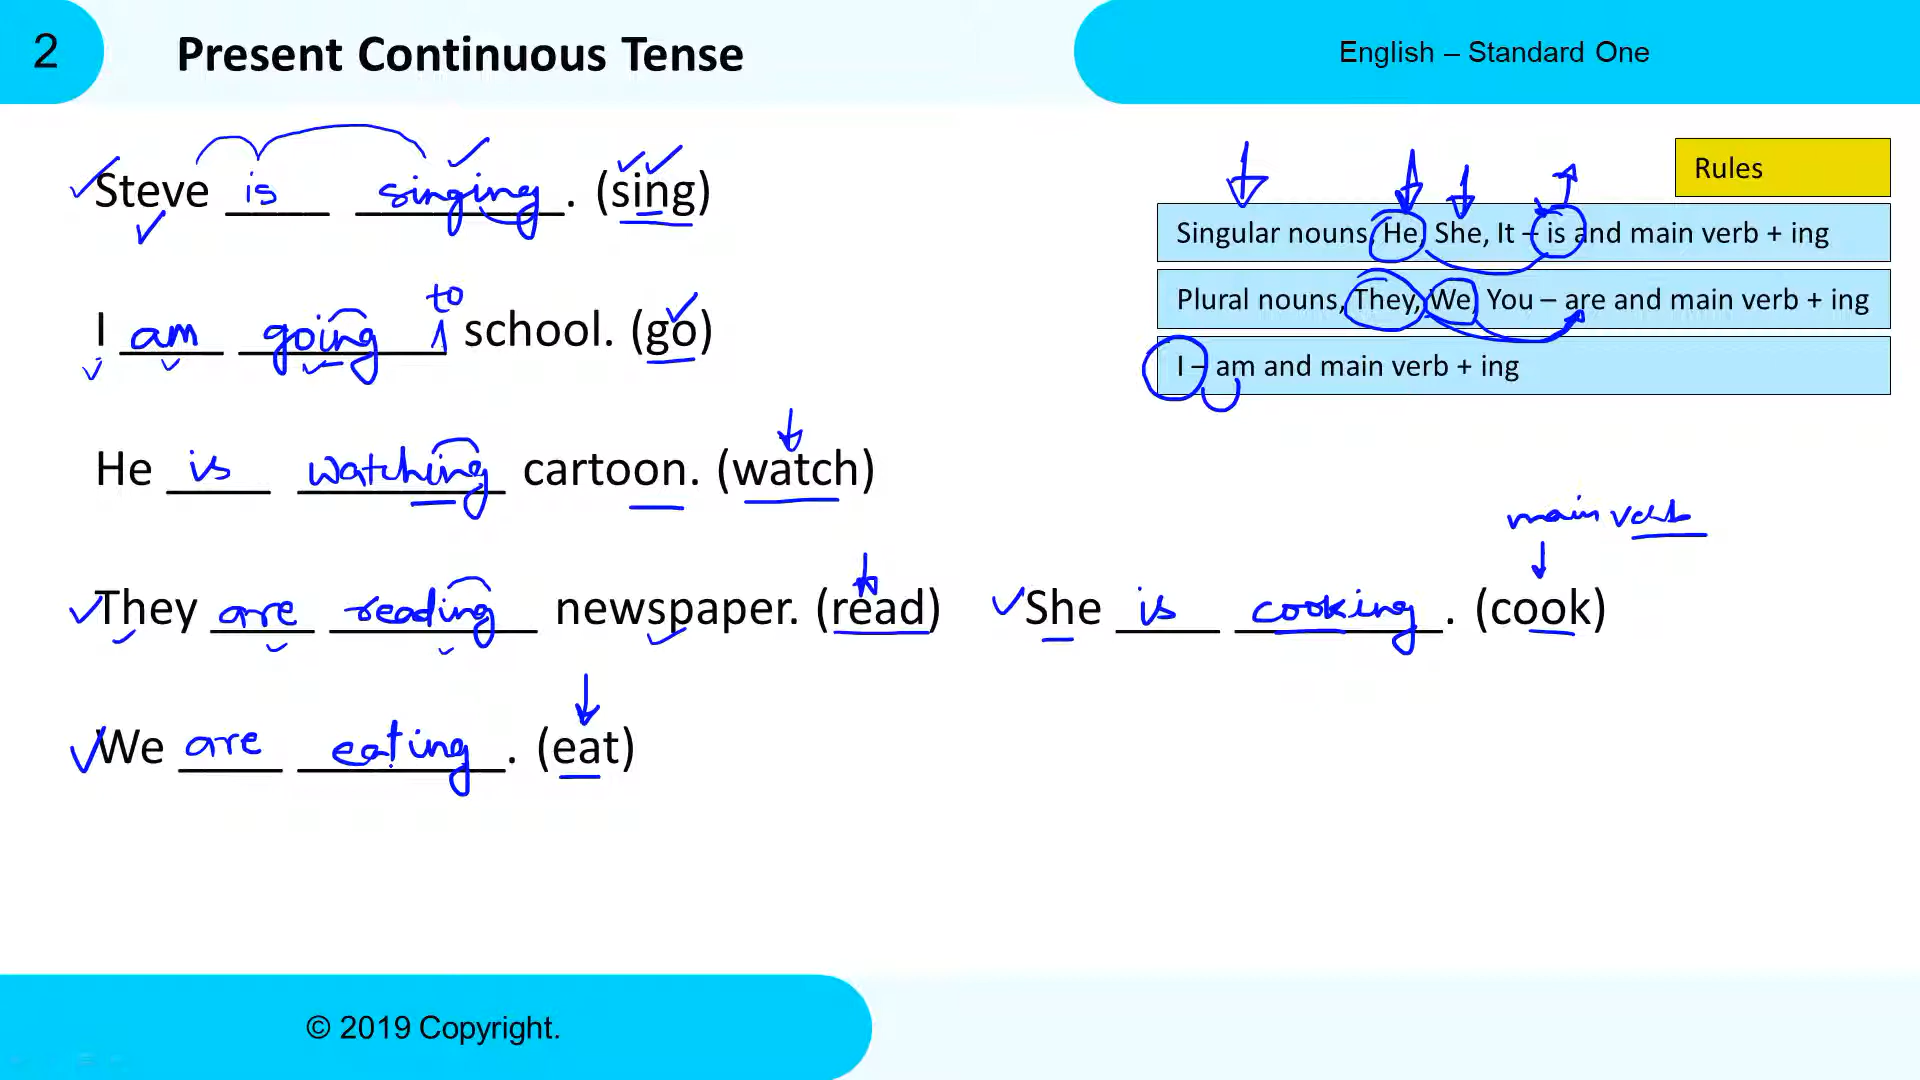 2
Present Continuous Tense
English – Standard One
Steve is singing. (sing)
I am going to school. (go)
He is watching cartoon. (watch)
They are reading newspaper. (read)
We are eating. (eat)
Rules
Singular nouns, He, She, It – is and main verb + ing
Plural nouns, They, We, You – are and main verb + ing
I – am and main verb + ing
main verb
She is cooking. (cook)
© 2019 Copyright.